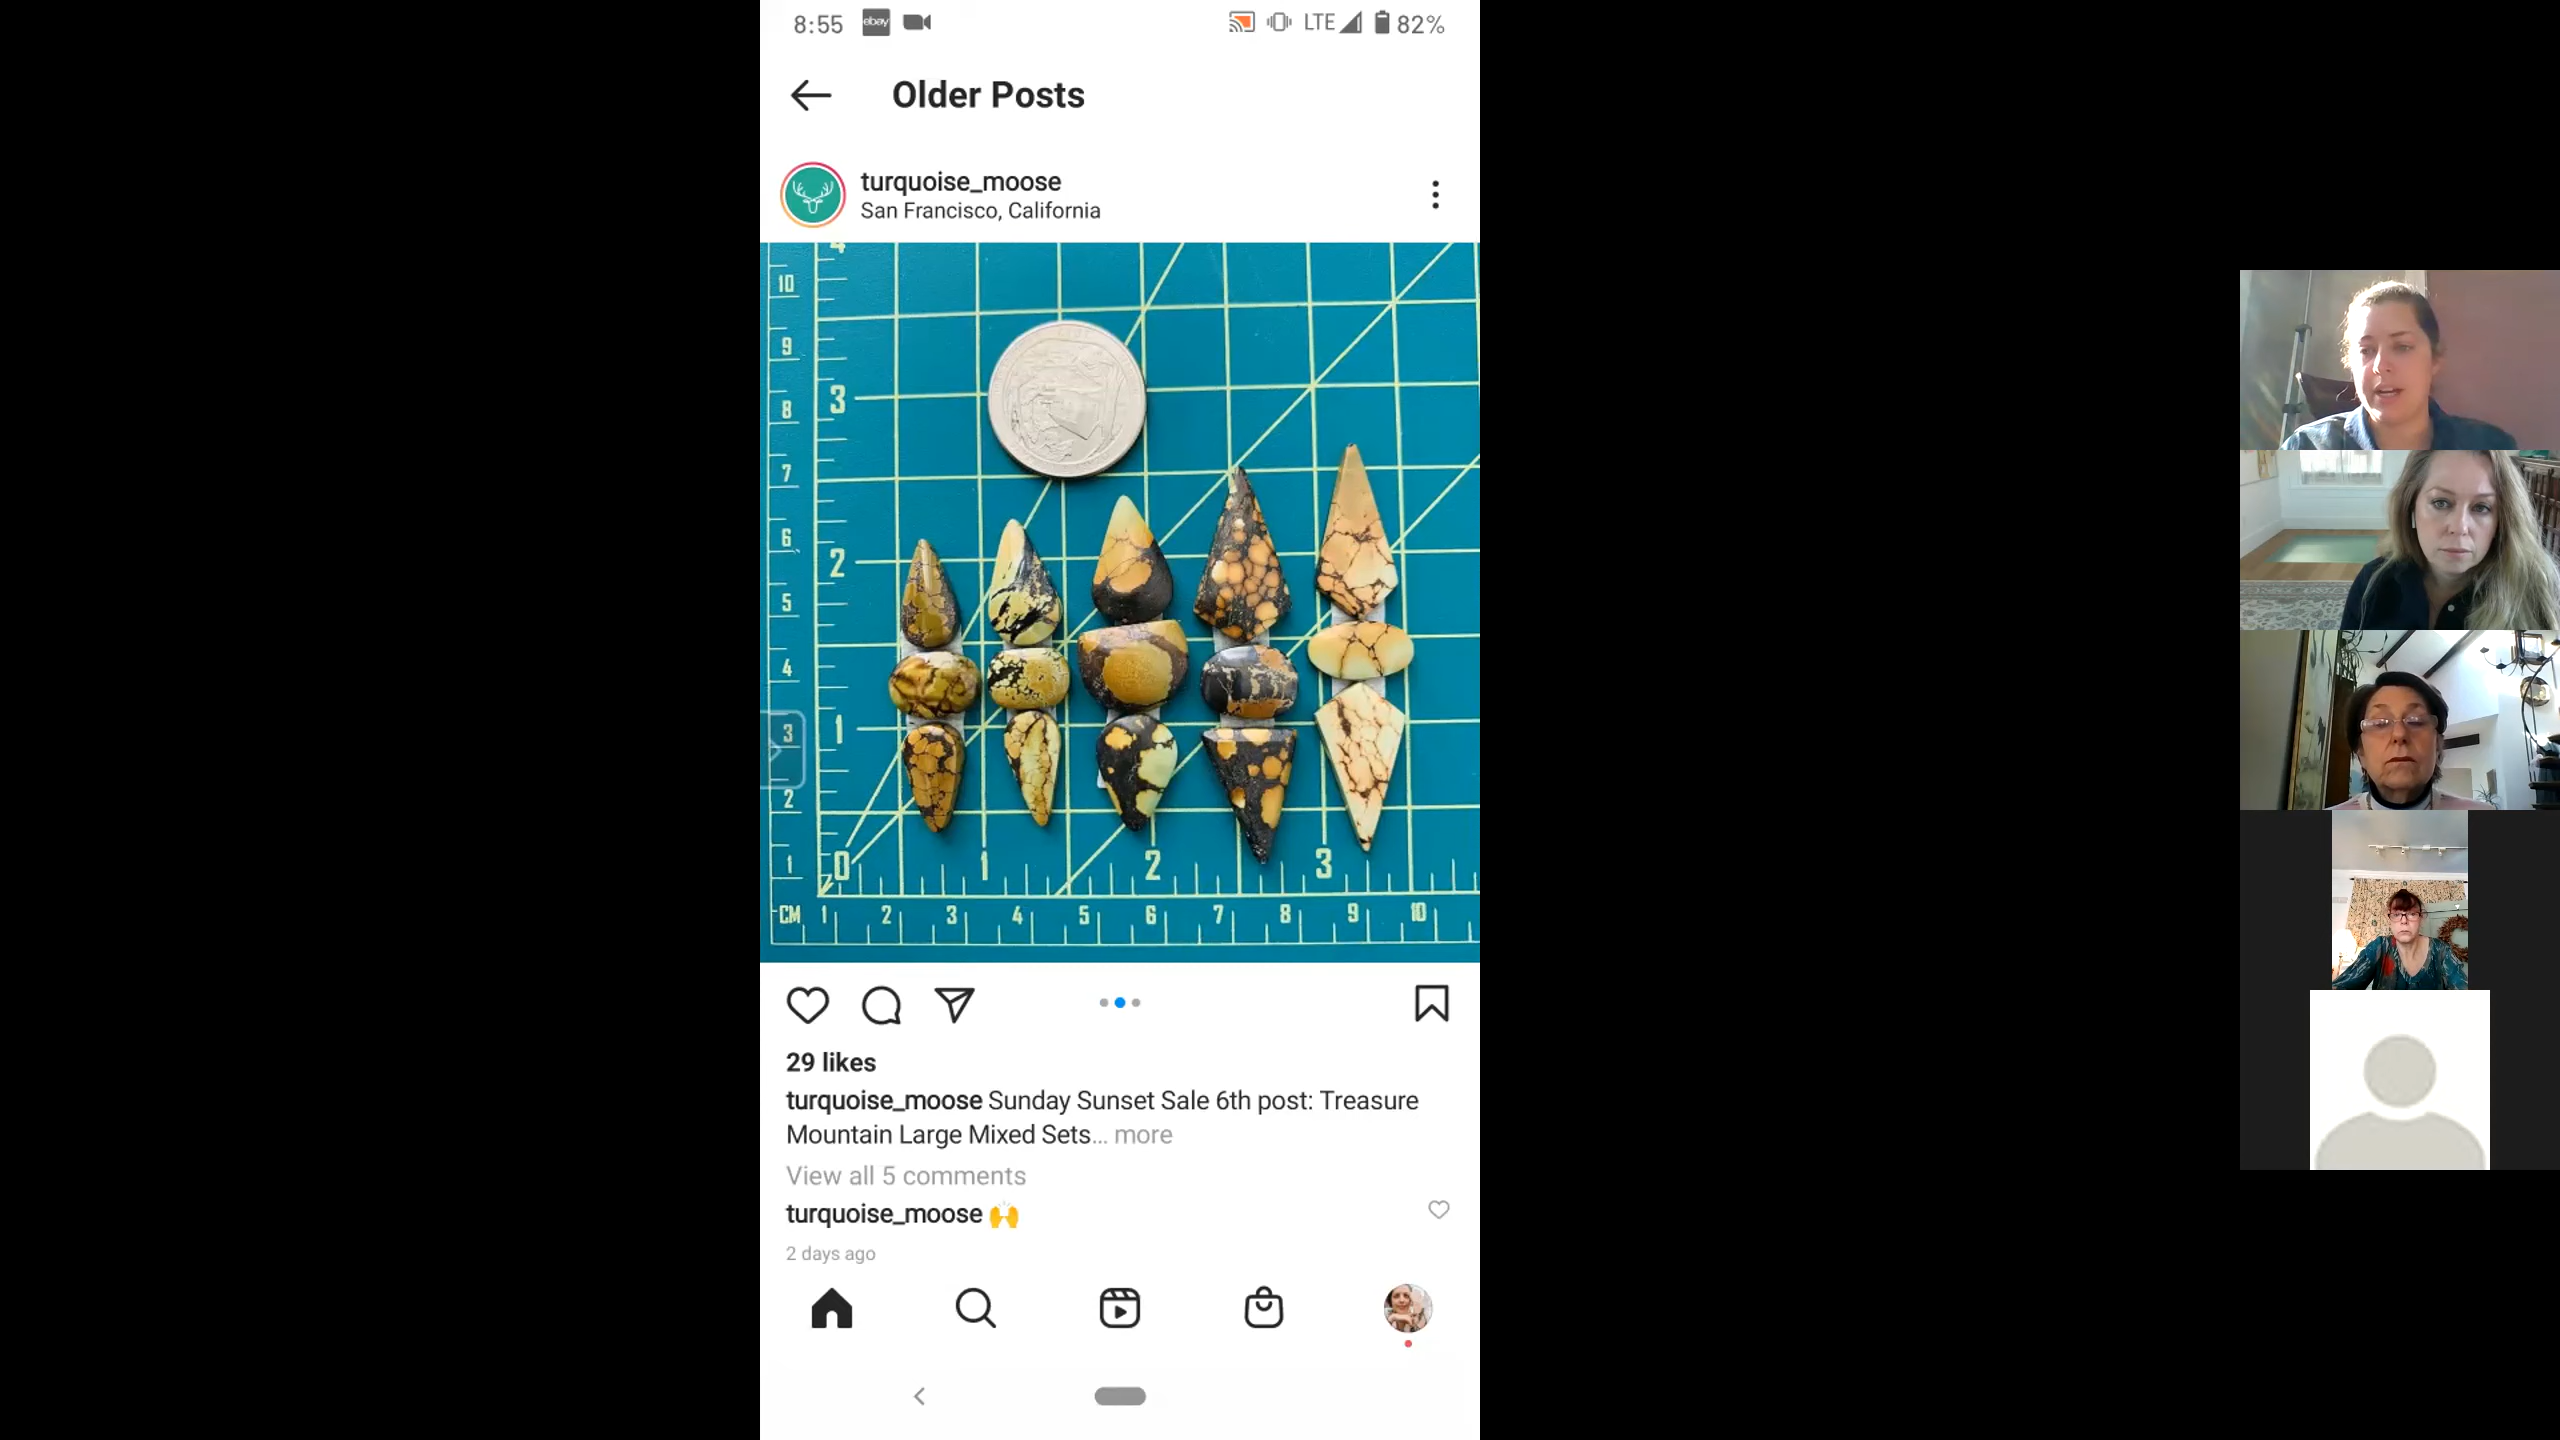 8:55 ebay LTE 82%
Older Posts
turquoise_moose
San Francisco, California
4
10
9
3
8
7
6
2
5
4
3
1
2
1
0 1 2 3
CM 1 2 3 4 5 6 7 8 9 10
29 likes
turquoise_moose Sunday Sunset Sale 6th post: Treasure
Mountain Large Mixed Sets... more
View all 5 comments
turquoise_moose 🙌
2 days ago